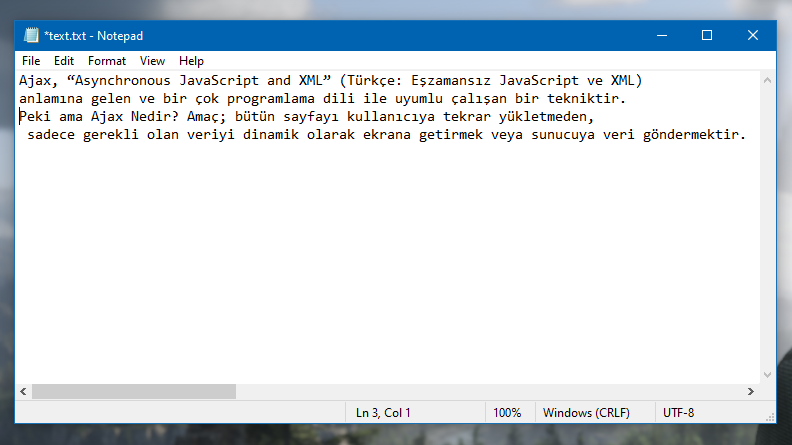 *text.txt - Notepad
File Edit Format View Help
Ajax, “Asynchronous JavaScript and XML” (Türkçe: Eşzamansız JavaScript ve XML)
anlamına gelen ve bir çok programlama dili ile uyumlu çalışan bir tekniktir.
Peki ama Ajax Nedir? Amaç; bütün sayfayı kullanıcıya tekrar yükletmeden,
sadece gerekli olan veriyi dinamik olarak ekrana getirmek veya sunucuya veri göndermektir.
Ln 3, Col 1 100% Windows (CRLF) UTF-8